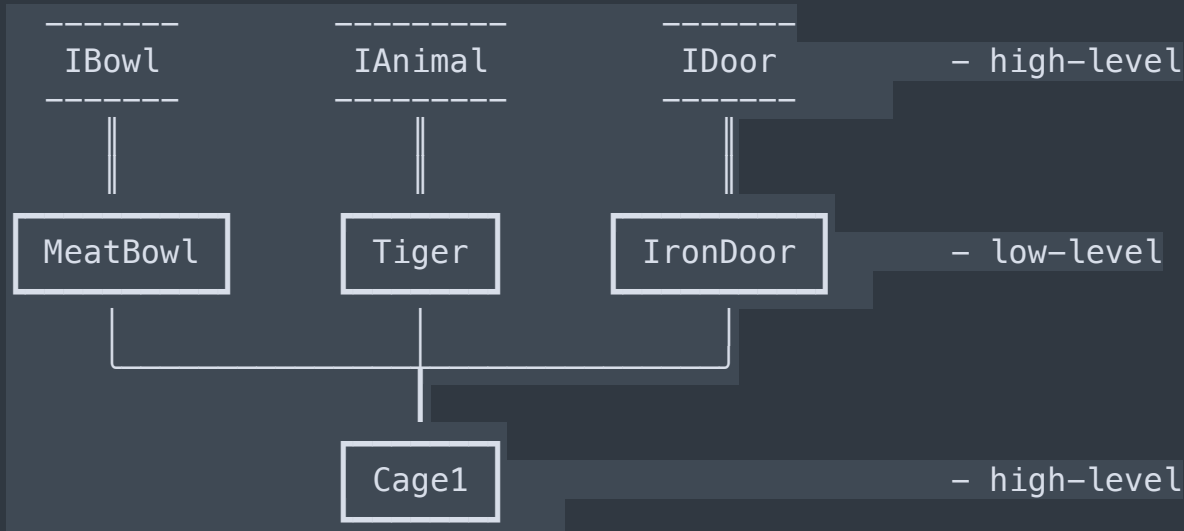 IBowl IAnimal IDoor - high-level
MeatBowl Tiger IronDoor - low-level
Cage1 - high-level